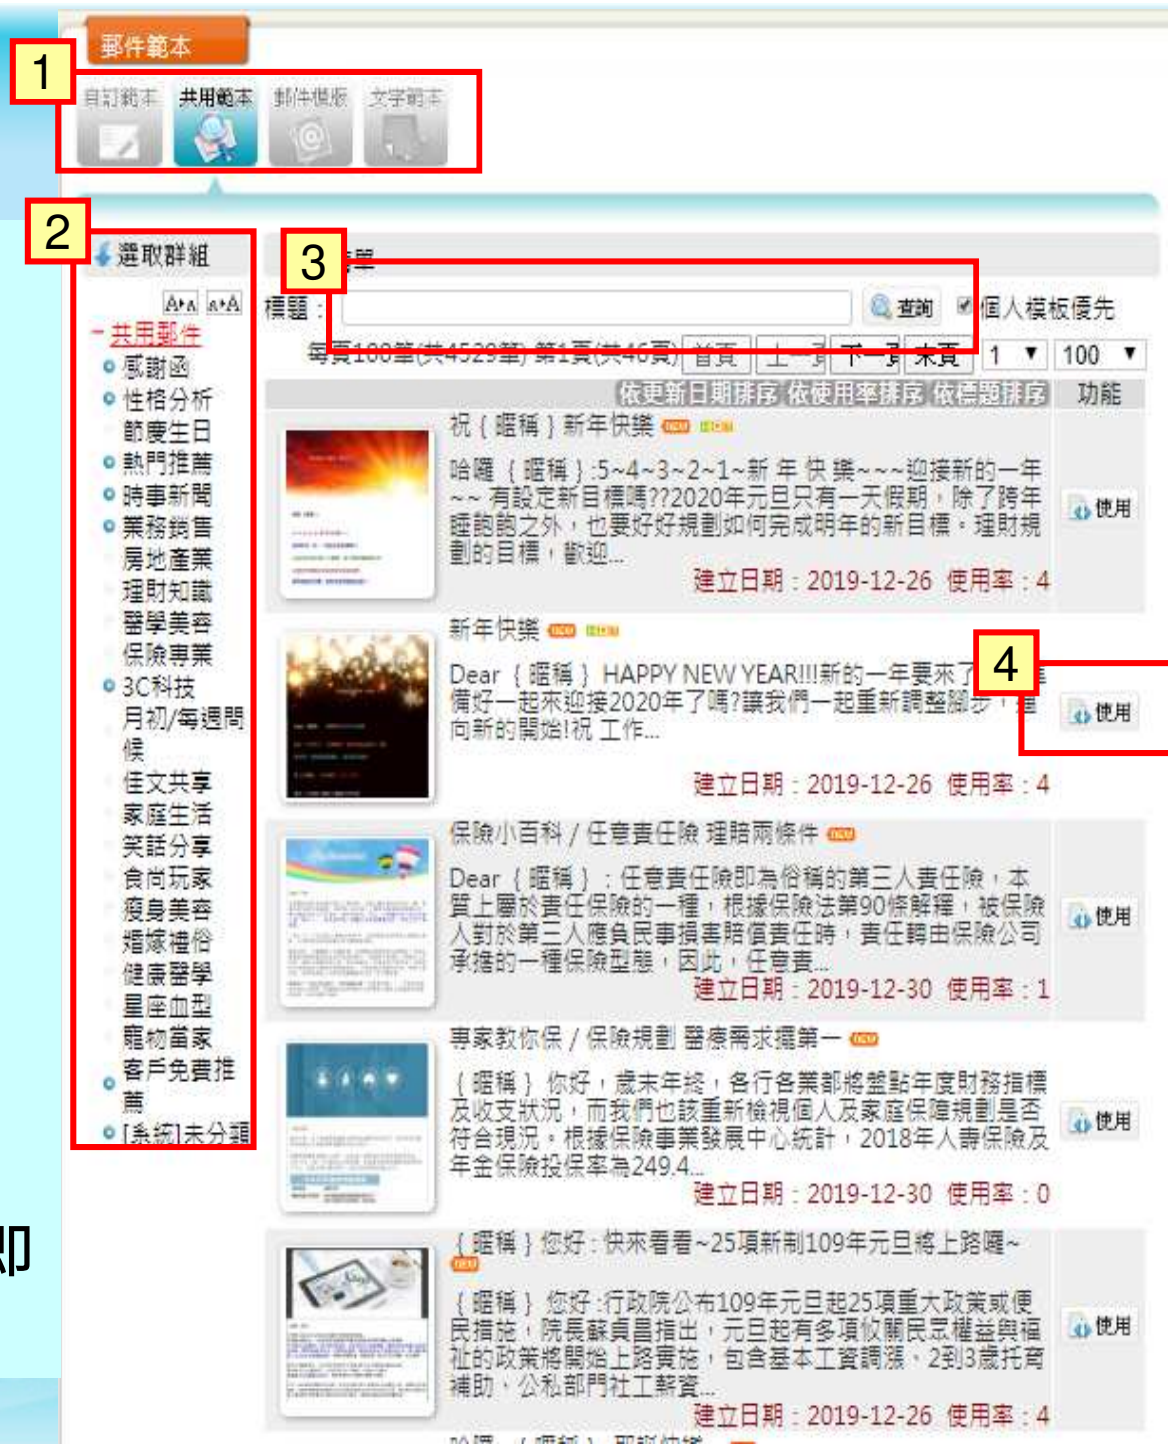 郵件範本
1
自訂範本 共用範本 郵件模版 文字範本
2
選取群組
3
單
A▸A A▸A
標題：
查詢
個人模板優先
每頁100筆(共4529筆) 第1頁(共46頁) 首頁 上一頁 下一頁 末頁 1 ▼ 100 ▼
依更新日期排序 依使用率排序 依標題排序 功能
共用郵件
感謝函
性格分析
節慶生日
熱門推薦
時事新聞
業務銷售
房地產業
理財知識
醫學美容
保險專業
3C科技
月初/每週問
候
佳文共享
家庭生活
笑話分享
食尚玩家
瘦身美容
婚嫁禮俗
健康醫學
星座血型
寵物當家
客戶免費推
薦
[系統]未分類
祝｛暱稱｝新年快樂 new
哈囉 ｛暱稱｝:5~4~3~2~1~新 年 快 樂~~~迎接新的一年
~~ 有設定新目標嗎??2020年元旦只有一天假期，除了跨年
睡飽飽之外，也要好好規劃如何完成明年的新目標。理財規
劃的目標，歡迎...
建立日期：2019-12-26 使用率：4
使用
新年快樂 new
4
Dear ｛暱稱｝ HAPPY NEW YEAR!!!新的一年要來了
備好一起來迎接2020年了嗎?讓我們一起重新調整腳步，邁
向新的開始!祝 工作...
建立日期：2019-12-26 使用率：4
使用
保險小百科 / 任意責任險 理賠兩條件 new
Dear ｛暱稱｝：任意責任險即為俗稱的第三人責任險，本
質上屬於責任保險的一種，根據保險法第90條解釋，被保險
人對於第三人應負民事損害賠償責任時，責任轉由保險公司
承擔的一種保險型態，因此，任意責...
建立日期：2019-12-30 使用率：1
使用
專家教你保 / 保險規劃 醫療需求擺第一 new
｛暱稱｝ 你好，歲末年終，各行各業都將盤點年度財務指標
及收支狀況，而我們也該重新檢視個人及家庭保障規劃是否
符合現況。根據保險事業發展中心統計，2018年人壽保險及
年金保險投保率為249.4...
建立日期：2019-12-30 使用率：0
使用
即
｛暱稱｝您好 : 快來看看~25項新制109年元旦將上路囉~
new
｛暱稱｝ 您好 :行政院公布109年元旦起25項重大政策或便
民措施，院長蘇貞昌指出，元旦起有多項攸關民眾權益與福
祉的政策將開始上路實施，包含基本工資調漲、2到3歲托育
補助、公私部門社工薪資...
建立日期：2019-12-26 使用率：4
使用